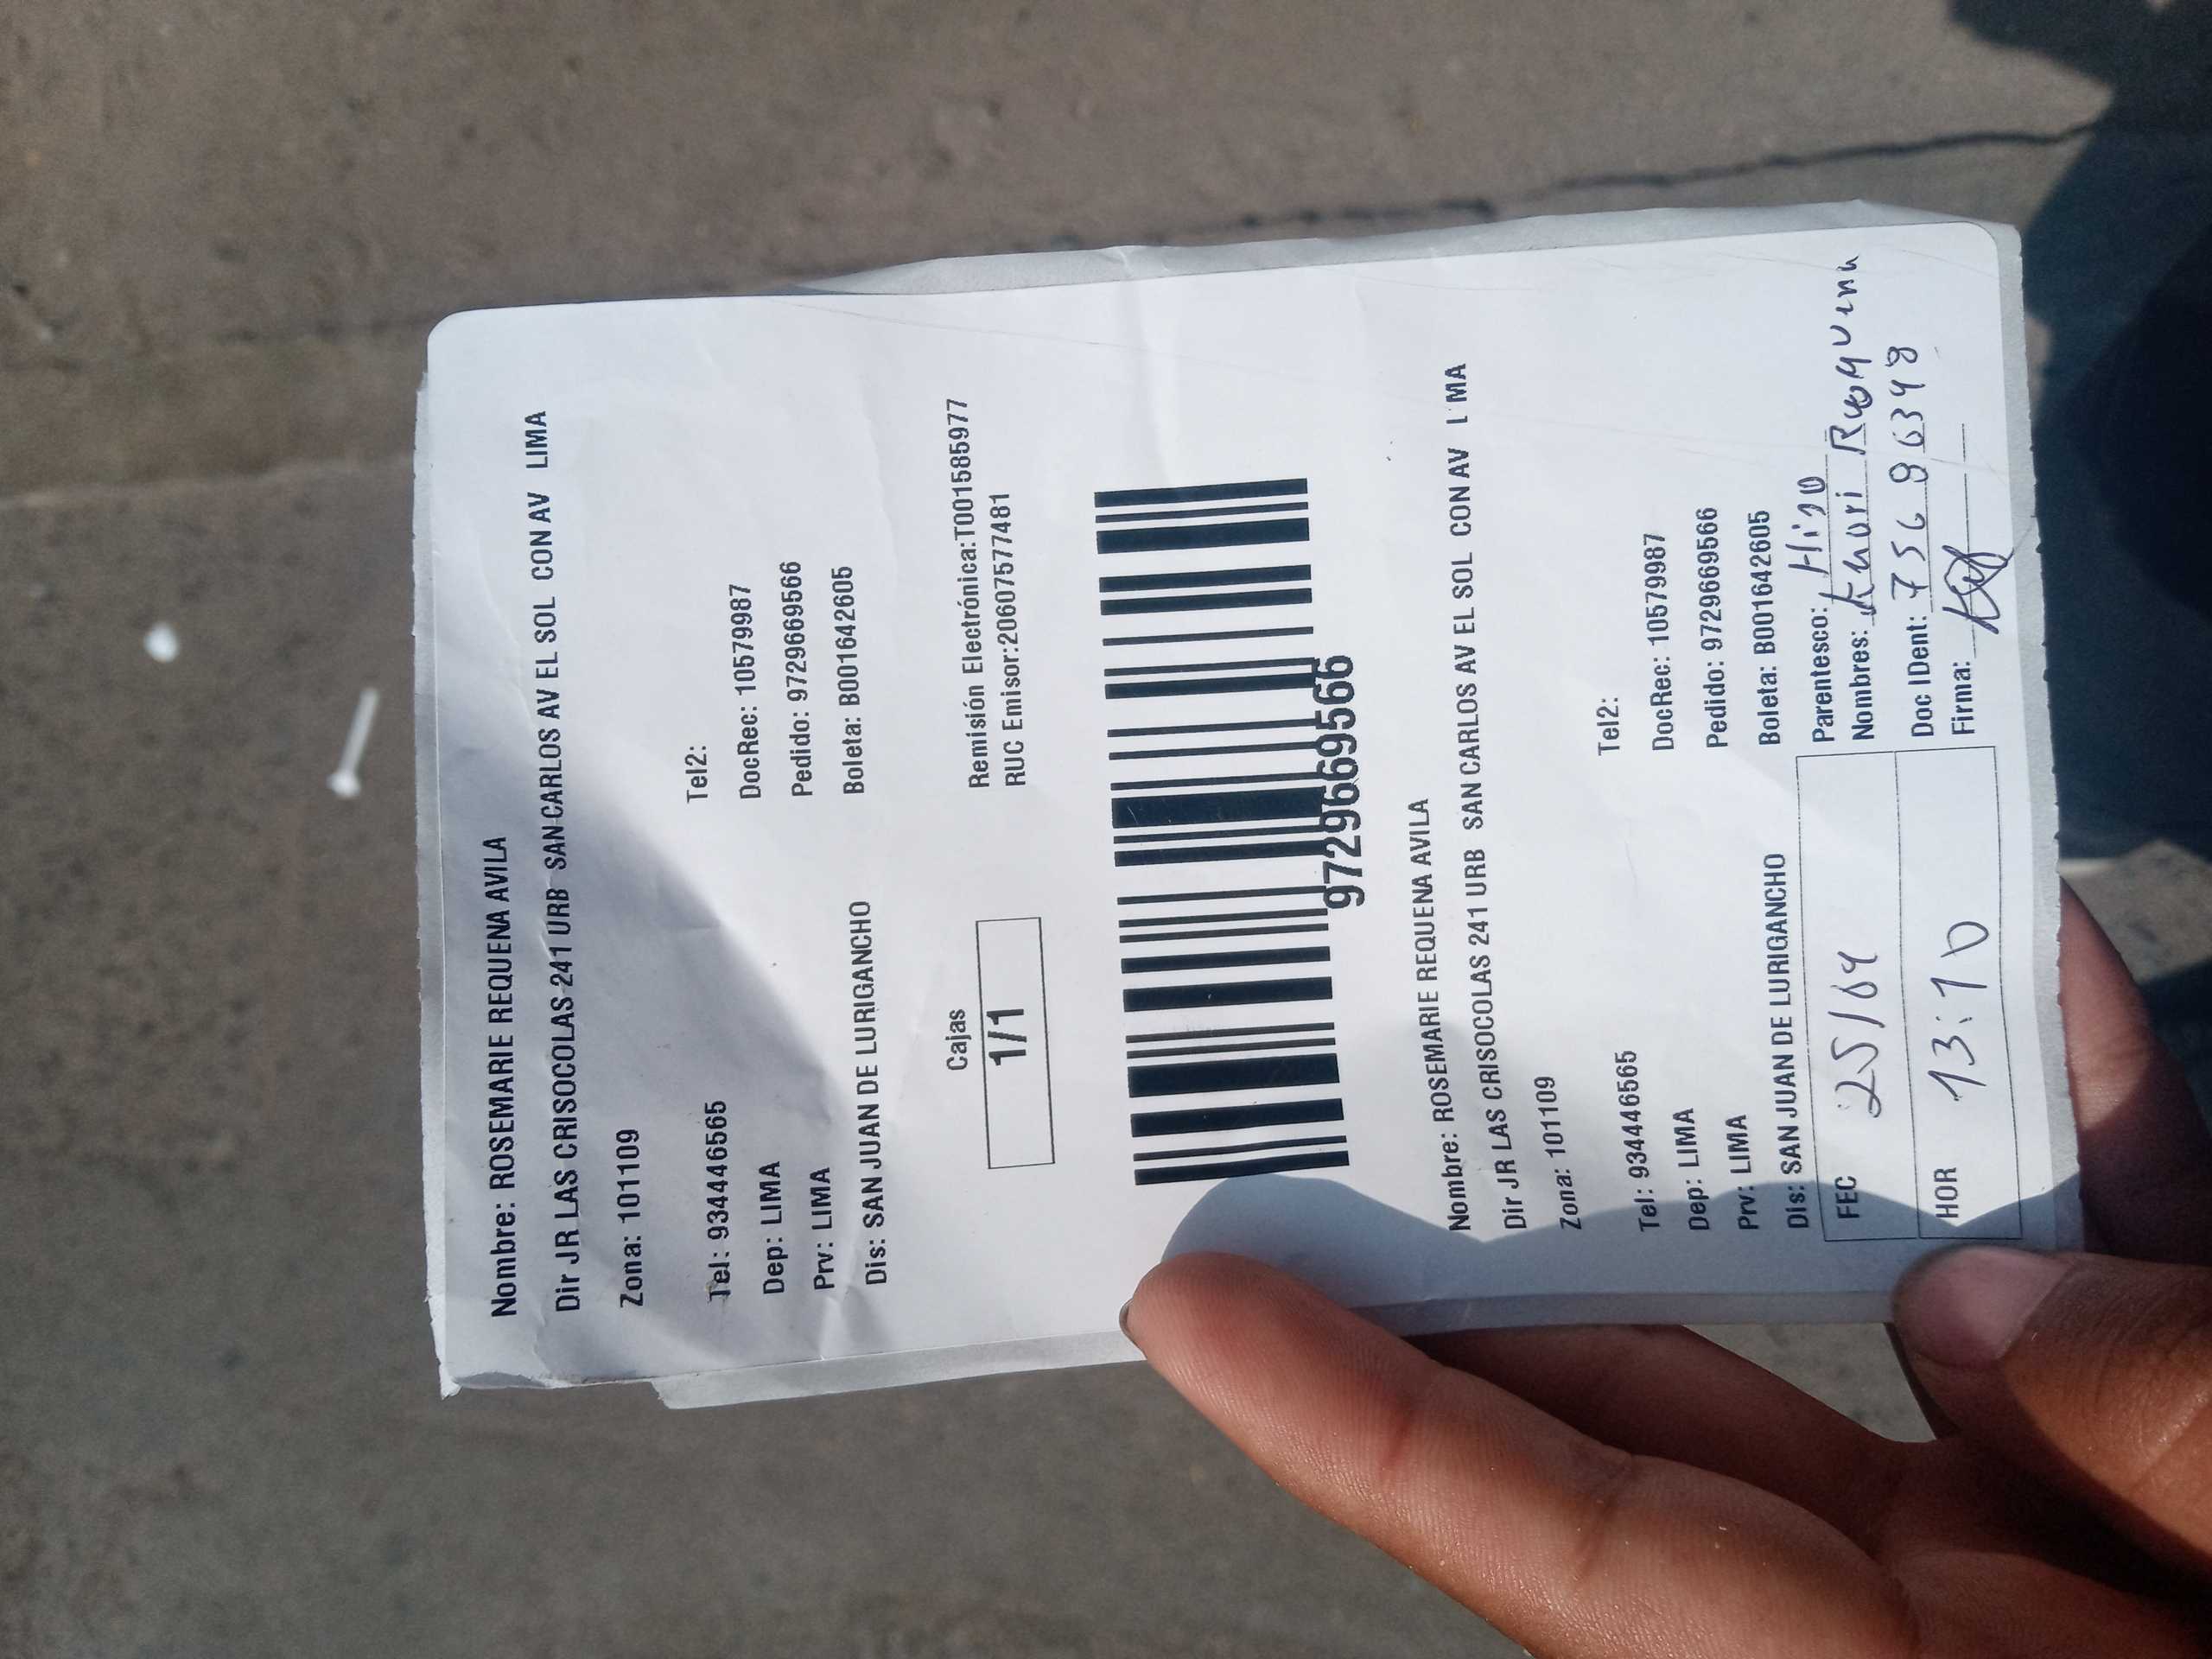 Nombre: ROSEMARIE REQUENA AVILA
Dir JR LAS CRISOCOLAS 241 URB SAN CARLOS AV EL SOL CON AV LIMA
Zona: 101109
Tel: 934446565 Tel2:
Dep: LIMA DocRec: 10579987
Prv: LIMA Pedido: 9729669566
Dis: SAN JUAN DE LURIGANCHO Boleta: B001642605
Cajas
1/1
Remisión Electrónica:T001585977
RUC Emisor:20607577481
9729669566
Nombre: ROSEMARIE REQUENA AVILA
Dir JR LAS CRISOCOLAS 241 URB SAN CARLOS AV EL SOL CON AV L MA
Zona: 101109
Tel: 934446565 Tel2:
Dep: LIMA DocRec: 10579987
Prv: LIMA Pedido: 9729669566
Dis: SAN JUAN DE LURIGANCHO Boleta: B001642605
FEC 25/09
HOR 13:10
Parentesco: Hijo
Nombres: Requena
Doc IDent:
Firma: